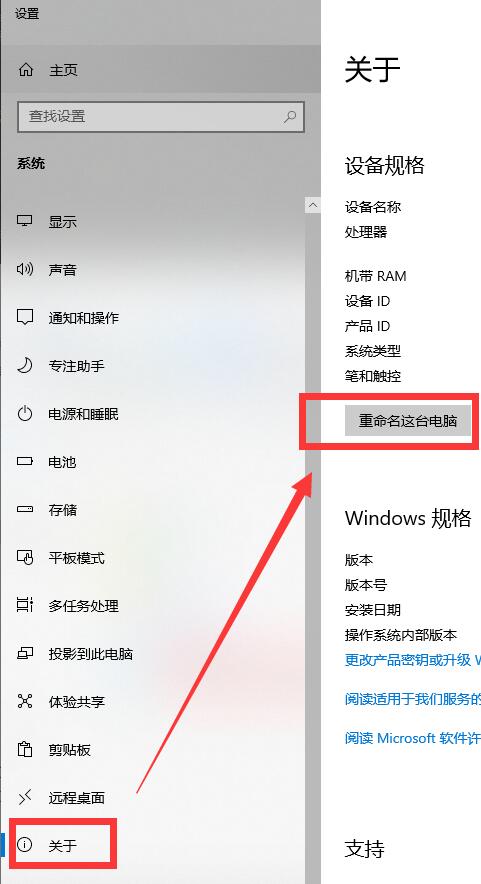 设置
主页
查找设置
系统
显示
声音
通知和操作
专注助手
电源和睡眠
电池
存储
平板模式
多任务处理
投影到此电脑
体验共享
剪贴板
远程桌面
关于
关于
设备规格
设备名称
处理器
机带 RAM
设备 ID
产品 ID
系统类型
笔和触控
重命名这台电脑
Windows 规格
版本
版本号
安装日期
操作系统内部版本
更改产品密钥或升级 W
阅读适用于我们服务的
阅读 Microsoft 软件许
支持